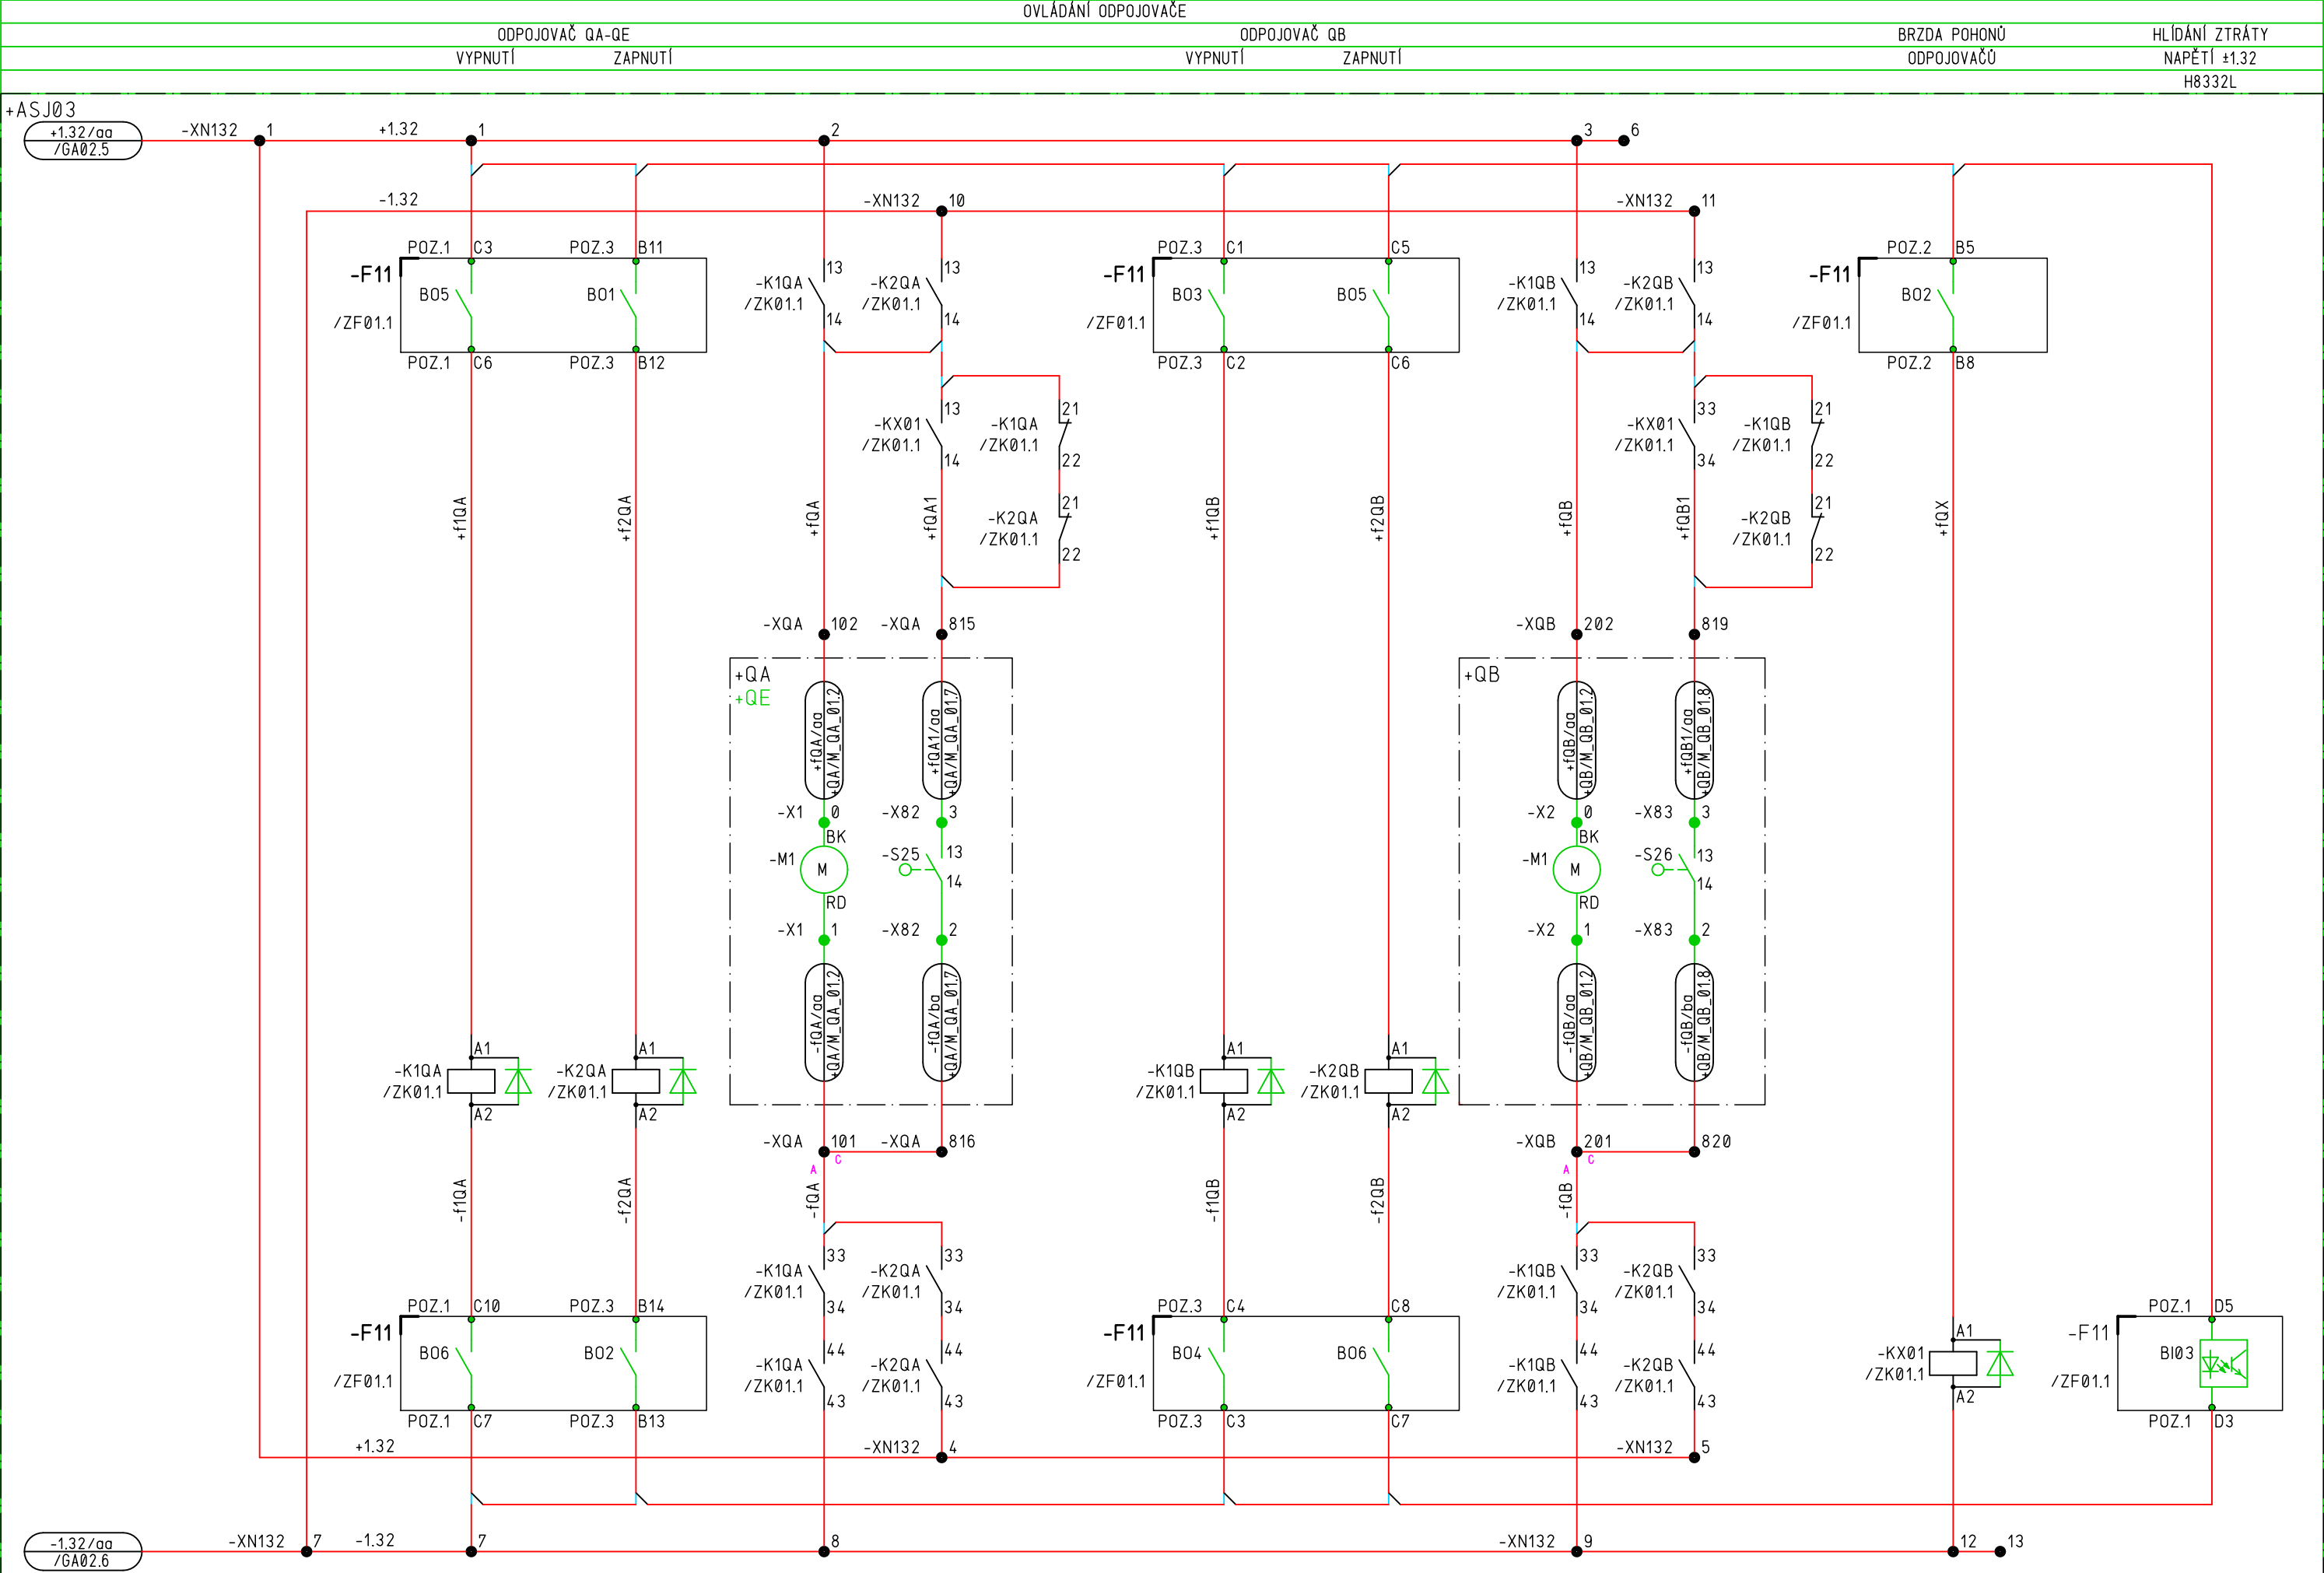 OVLÁDÁNÍ ODPOJOVAČE
ODPOJOVAČ QA-QE ODPOJOVAČ QB BRZDA POHONŮ HLÍDÁNÍ ZTRÁTY
VYPNUTÍ ZAPNUTÍ VYPNUTÍ ZAPNUTÍ ODPOJOVAČŮ NAPĚTÍ ±1.32
H8332L
+ASJ03
+1.32/aa -XN132 1 +1.32 1 2 3 6
/GA02.5
-1.32 -XN132 10 -XN132 11
POZ.1 C3 POZ.3 B11 POZ.3 C1 C5 POZ.2 B5
-F11 13 13 -F11 13 13 -F11
-K1QA -K2QA -K1QB -K2QB
BO5 BO1 /ZK01.1 /ZK01.1 BO3 BO5 /ZK01.1 /ZK01.1 BO2
/ZF01.1 14 14 /ZF01.1 14 14 /ZF01.1
POZ.1 C6 POZ.3 B12 POZ.3 C2 C6 POZ.2 B8
13 21 33 21
-KX01 -K1QA -KX01 -K1QB
/ZK01.1 /ZK01.1 /ZK01.1 /ZK01.1
14 22 34 22
+f1QA +f2QA +fQA +fQA1 +f1QB +f2QB +fQB +fQB1 +fQX
21 21
-K2QA -K2QB
/ZK01.1 /ZK01.1
22 22
-XQA 102 -XQA 815 -XQB 202 819
+QA +QB
+QE
+fQA/aa +QA/M_QA_01.2 +fQA1/aa +QA/M_QA_01.7 +fQB/aa +QB/M_QB_01.2 +fQB1/aa +QB/M_QB_01.8
-X1 0 -X82 3 -X2 0 -X83 3
BK BK
-M1 M -S25 13 -M1 M -S26 13
14 14
RD RD
-X1 1 -X82 2 -X2 1 -X83 2
-fQA/aa +QA/M_QA_01.2 -fQA/ba +QA/M_QA_01.7 -fQB/aa +QB/M_QB_01.2 -fQB/ba +QB/M_QB_01.8
A1 A1 A1 A1
-K1QA -K2QA -K1QB -K2QB
/ZK01.1 /ZK01.1 /ZK01.1 /ZK01.1
A2 A2 A2 A2
-XQA 101 -XQA 816 -XQB 201 820
A C A C
-f1QA -f2QA -fQA -f1QB -f2QB -fQB
33 33 33 33
-K1QA -K2QA -K1QB -K2QB
/ZK01.1 /ZK01.1 /ZK01.1 /ZK01.1
34 34 34 34
POZ.1 C10 POZ.3 B14 POZ.3 C4 C8 POZ.1 D5
-F11 -F11 A1 -F11
44 44 44 44
BO6 BO2 -K1QA -K2QA BO4 BO6 -K1QB -K2QB -KX01 BI03
/ZF01.1 /ZK01.1 /ZK01.1 /ZF01.1 /ZK01.1 /ZK01.1 /ZK01.1 /ZF01.1
43 43 43 43 A2
POZ.1 C7 POZ.3 B13 POZ.3 C3 C7 POZ.1 D3
+1.32 -XN132 4 -XN132 5
-1.32/aa -XN132 7 -1.32 7 8 -XN132 9 12 13
/GA02.6